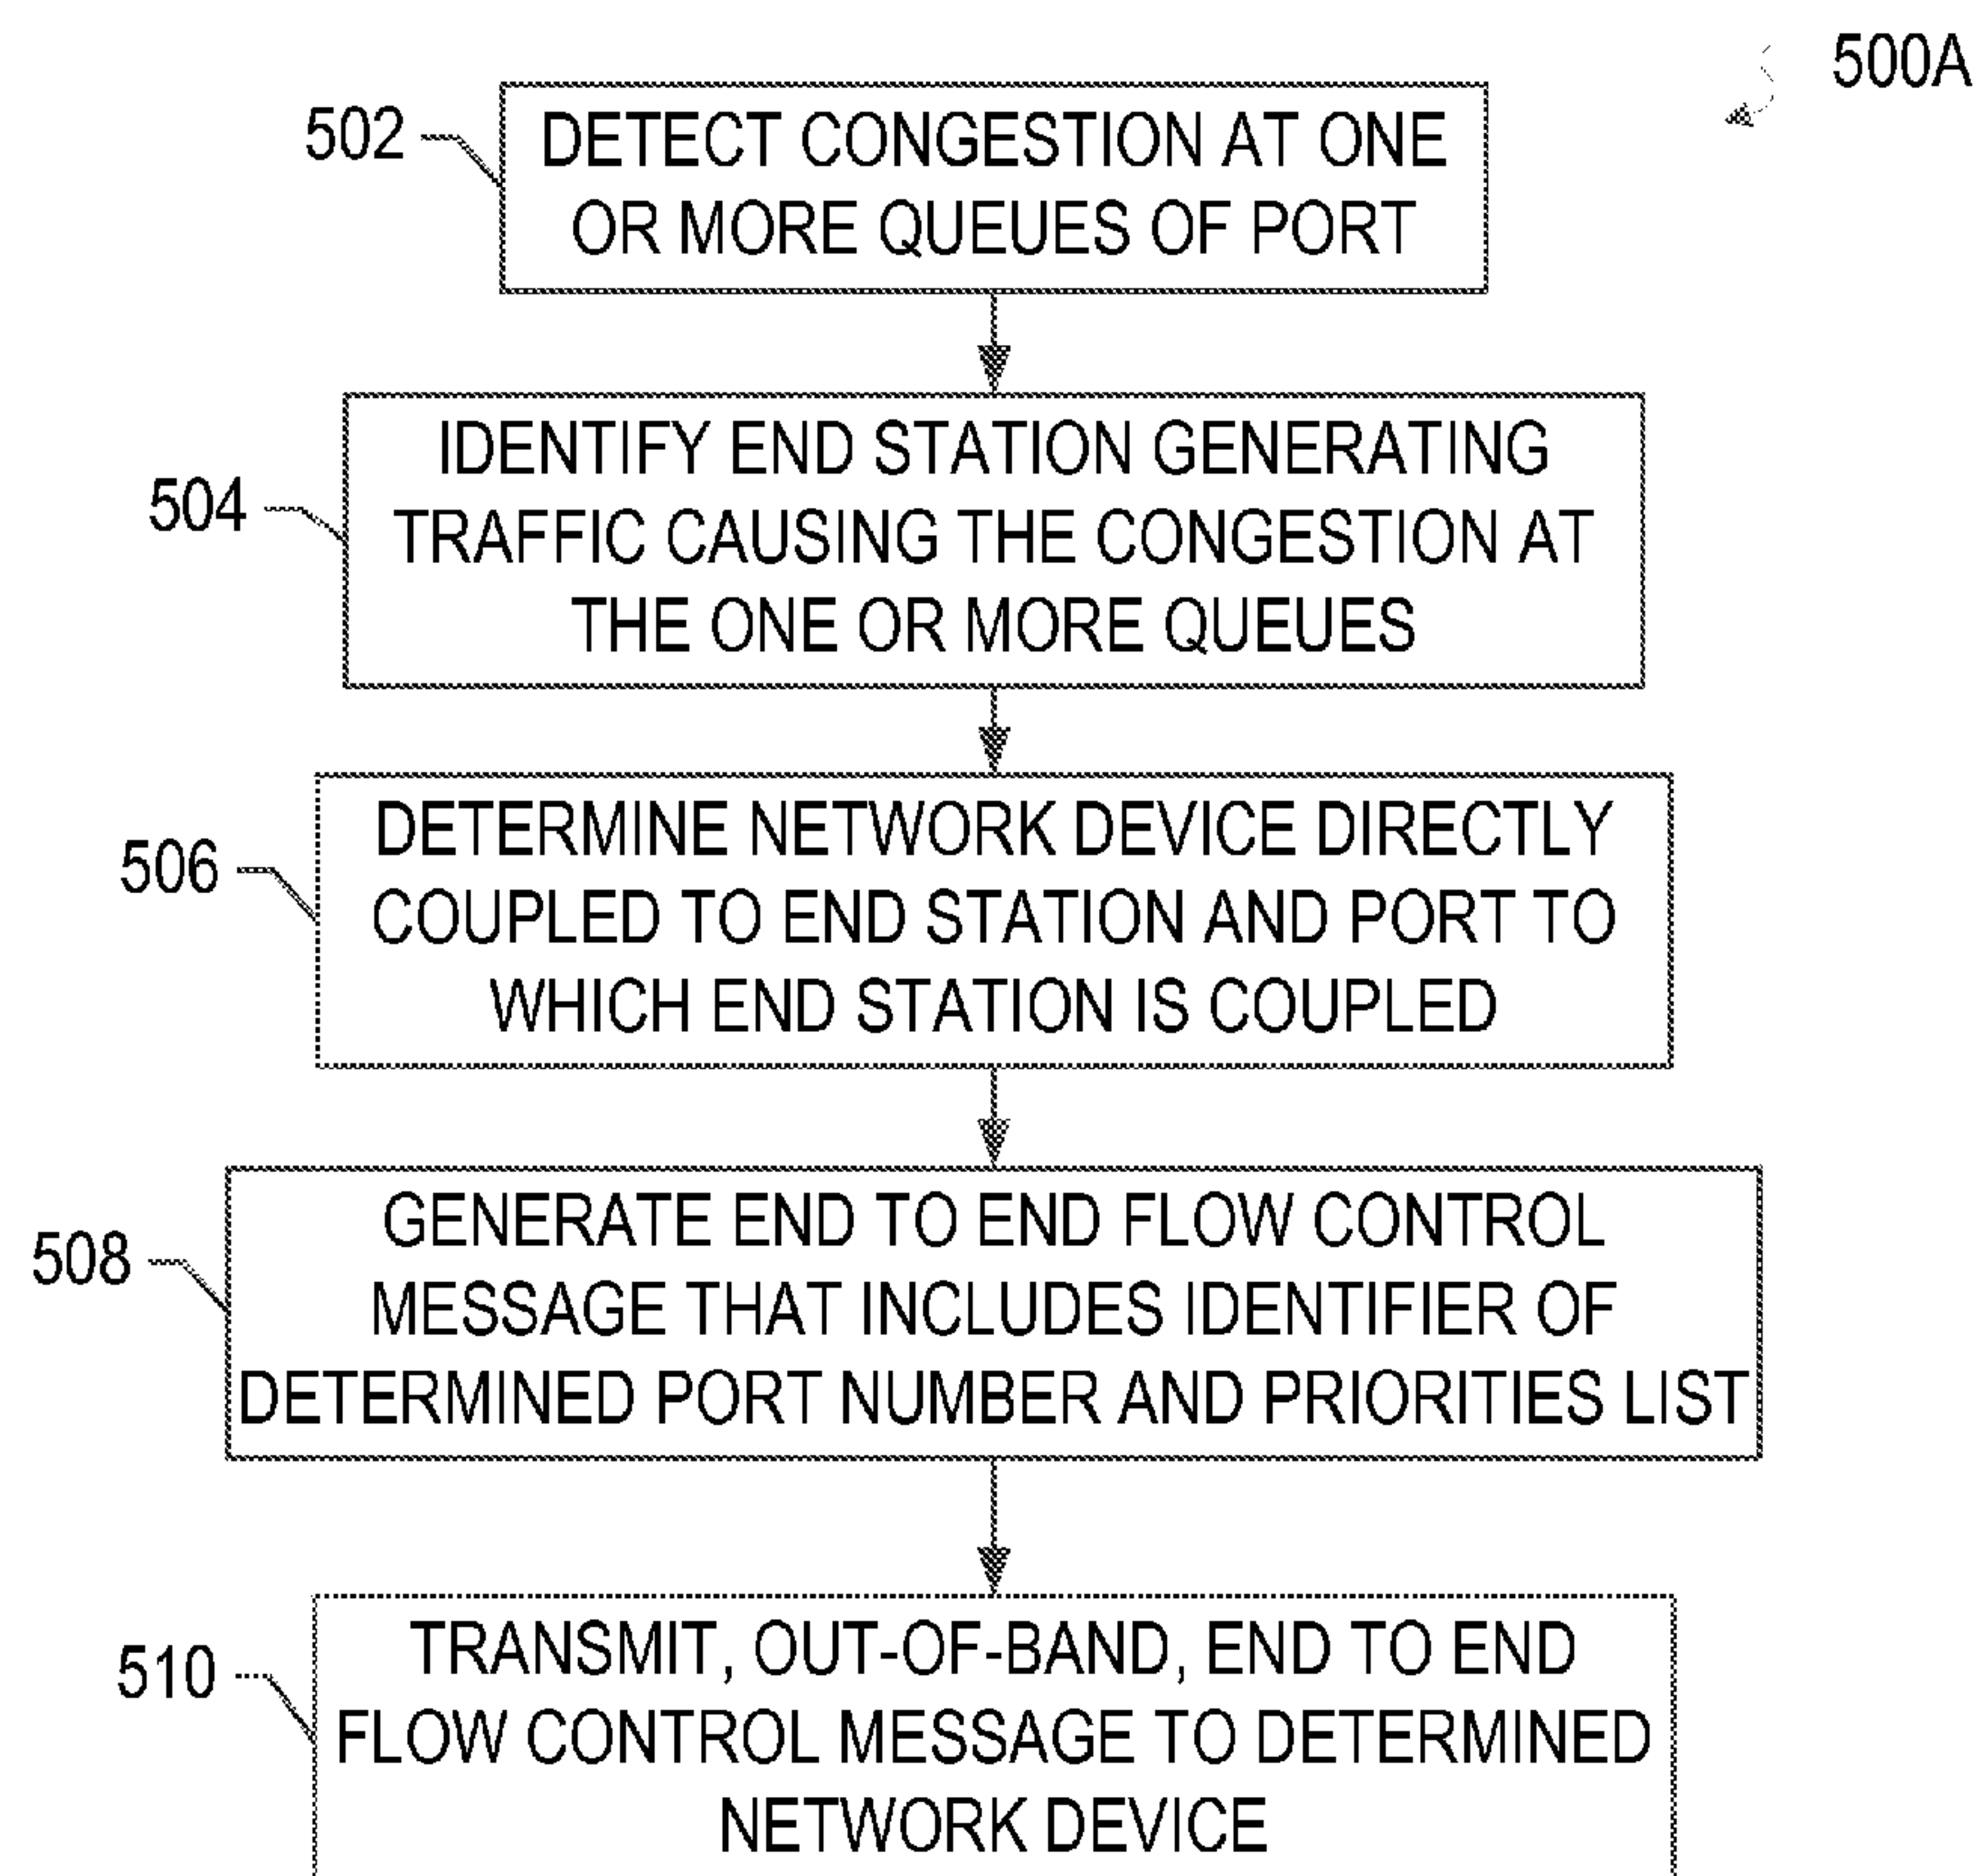 500A
502
DETECT CONGESTION AT ONE
OR MORE QUEUES OF PORT
504
IDENTIFY END STATION GENERATING
TRAFFIC CAUSING THE CONGESTION AT
THE ONE OR MORE QUEUES
506
DETERMINE NETWORK DEVICE DIRECTLY
COUPLED TO END STATION AND PORT TO
WHICH END STATION IS COUPLED
508
GENERATE END TO END FLOW CONTROL
MESSAGE THAT INCLUDES IDENTIFIER OF
DETERMINED PORT NUMBER AND PRIORITIES LIST
510
TRANSMIT, OUT-OF-BAND, END TO END
FLOW CONTROL MESSAGE TO DETERMINED
NETWORK DEVICE